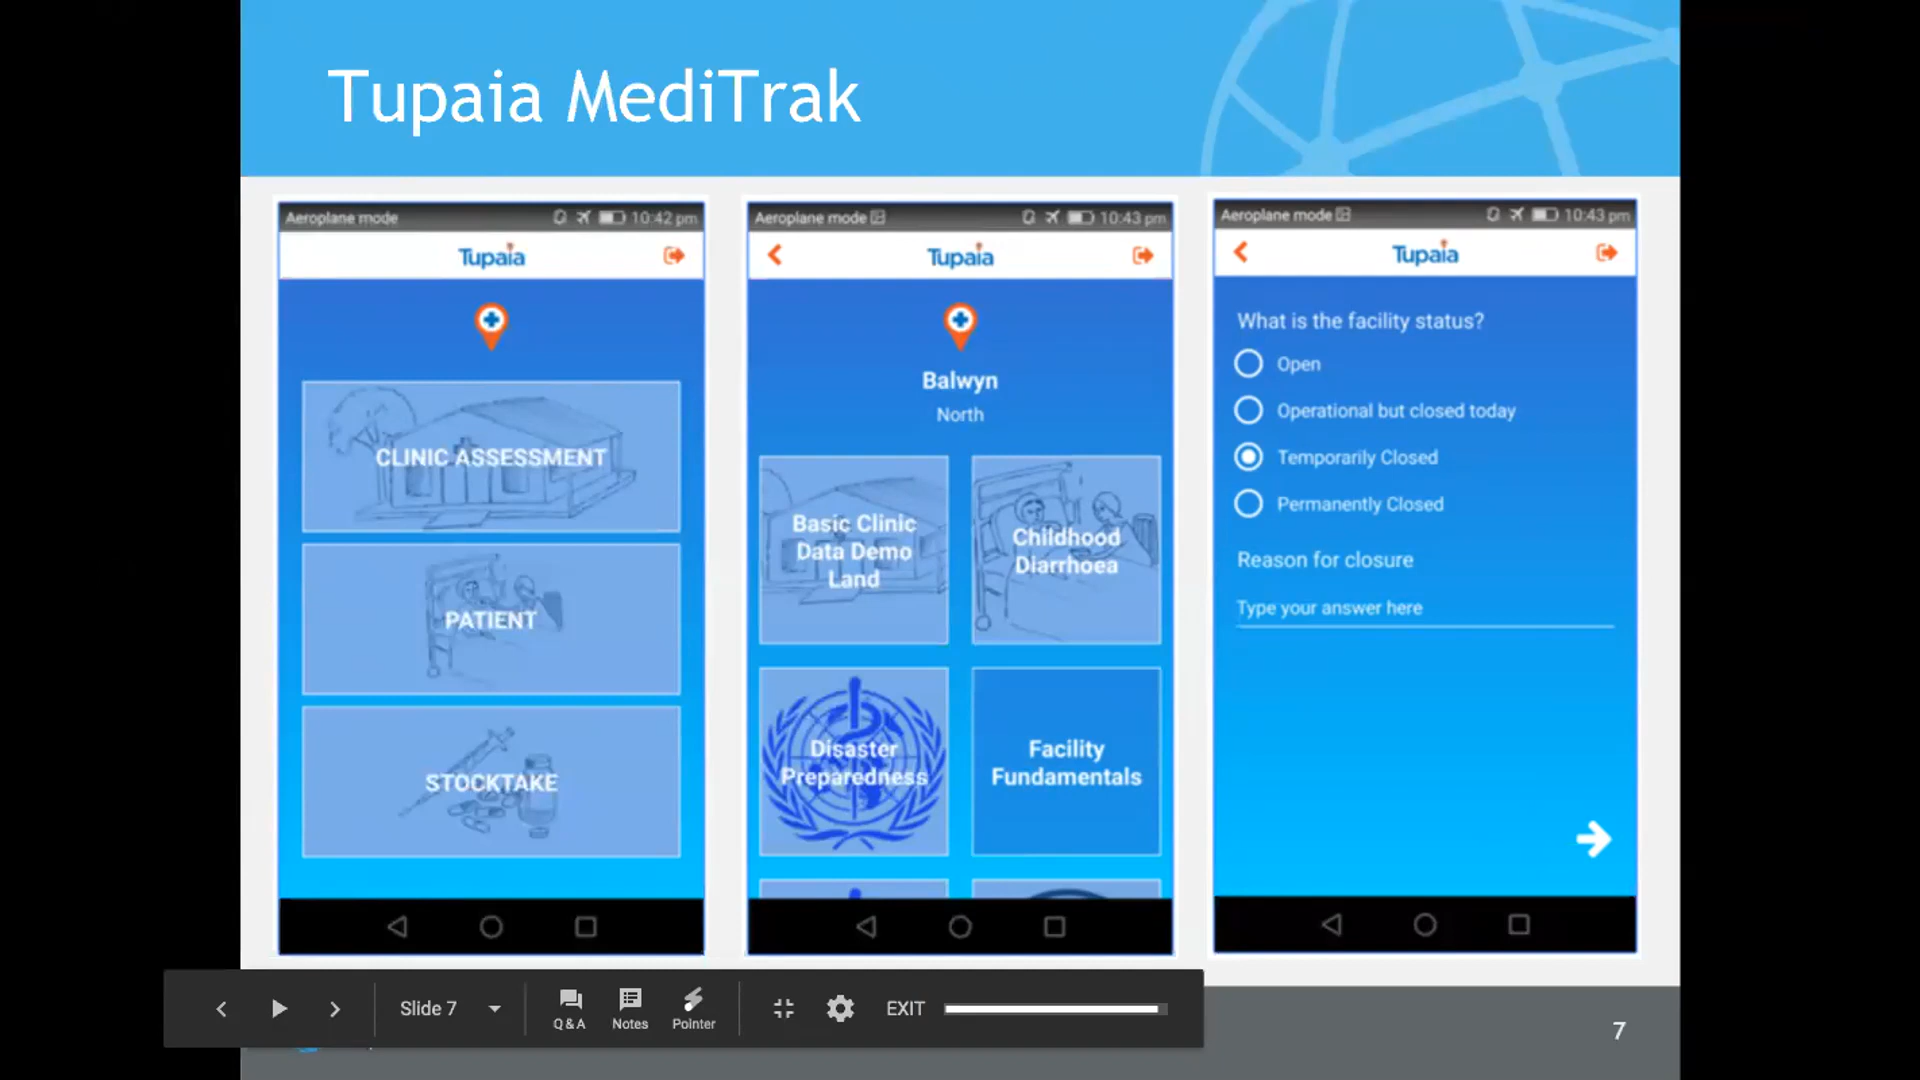 Tupaia MediTrak
Aeroplane mode 10:42 pm
Tupaia
CLINIC ASSESSMENT
PATIENT
STOCKTAKE
Aeroplane mode 10:43 pm
Tupaia
Balwyn
North
Basic Clinic
Data Demo
Land
Childhood
Diarrhoea
Disaster
Preparedness
Facility
Fundamentals
Aeroplane mode 10:43 pm
Tupaia
What is the facility status?
Open
Operational but closed today
Temporarily Closed
Permanently Closed
Reason for closure
Type your answer here
Slide 7
Q & A
Notes
Pointer
EXIT
7